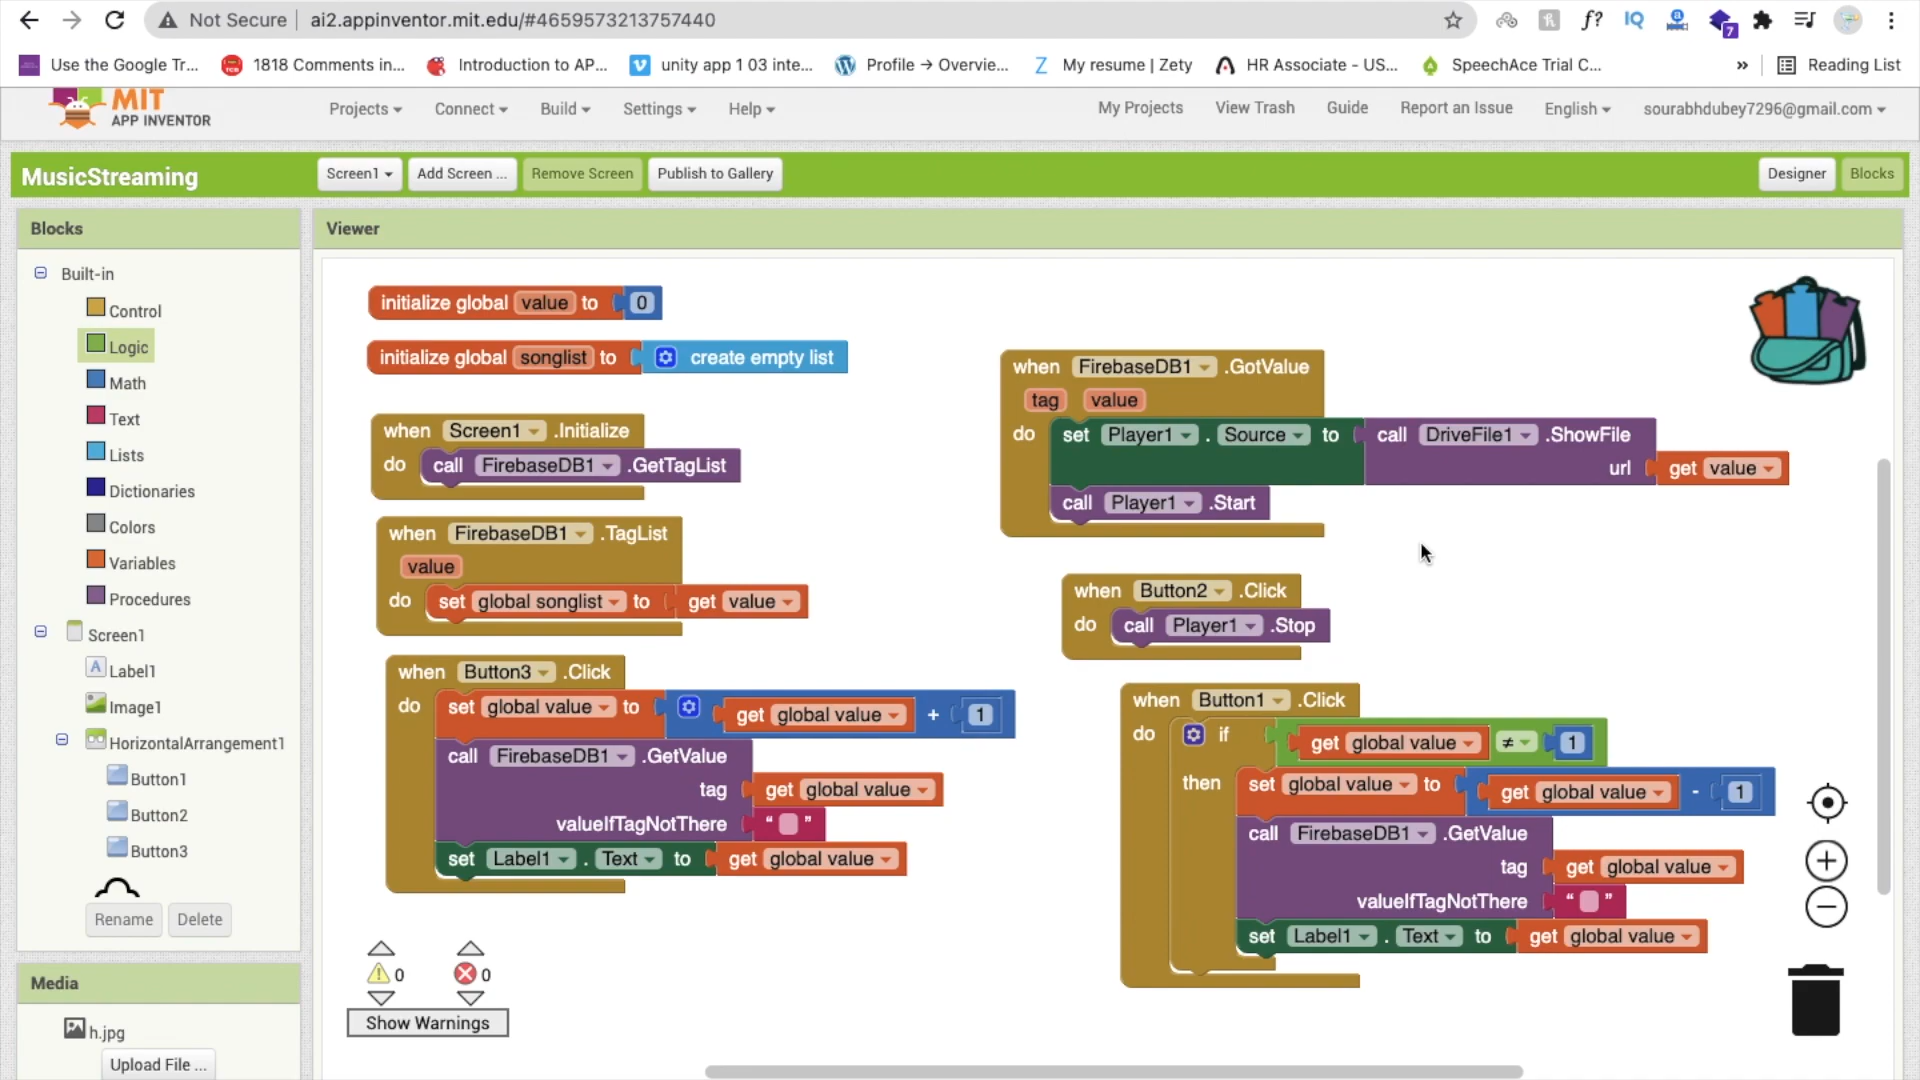 Not Secure | ai2.appinventor.mit.edu/#4659573213757440
f?
IQ
a
7
Use the Google Tr...
1818 Comments in...
Introduction to AP...
unity app 1 03 inte...
Profile → Overvie...
Z My resume | Zety
HR Associate - US...
SpeechAce Trial C...
»
Reading List
MIT
APP INVENTOR
Projects
Connect
Build
Settings
Help
My Projects
View Trash
Guide
Report an Issue
English
sourabhdubey7296@gmail.com
MusicStreaming
Screen1
Add Screen ...
Remove Screen
Publish to Gallery
Designer
Blocks
Blocks
Built-in
Control
Logic
Math
Text
Lists
Dictionaries
Colors
Variables
Procedures
Screen1
A Label1
Image1
HorizontalArrangement1
Button1
Button2
Button3
Rename
Delete
Media
h.jpg
Upload File ...
Viewer
initialize global value to 0
initialize global songlist to create empty list
when Screen1 .Initialize
do call FirebaseDB1 .GetTagList
when FirebaseDB1 .TagList
value
do set global songlist to get value
when Button3 .Click
do set global value to get global value + 1
call FirebaseDB1 .GetValue
tag get global value
valueIfTagNotThere “ ”
set Label1 . Text to get global value
when FirebaseDB1 .GotValue
tag value
do set Player1 . Source to call DriveFile1 .ShowFile
url get value
call Player1 .Start
when Button2 .Click
do call Player1 .Stop
when Button1 .Click
do if get global value ≠ 1
then set global value to get global value - 1
call FirebaseDB1 .GetValue
tag get global value
valueIfTagNotThere “ ”
set Label1 . Text to get global value
0
0
Show Warnings